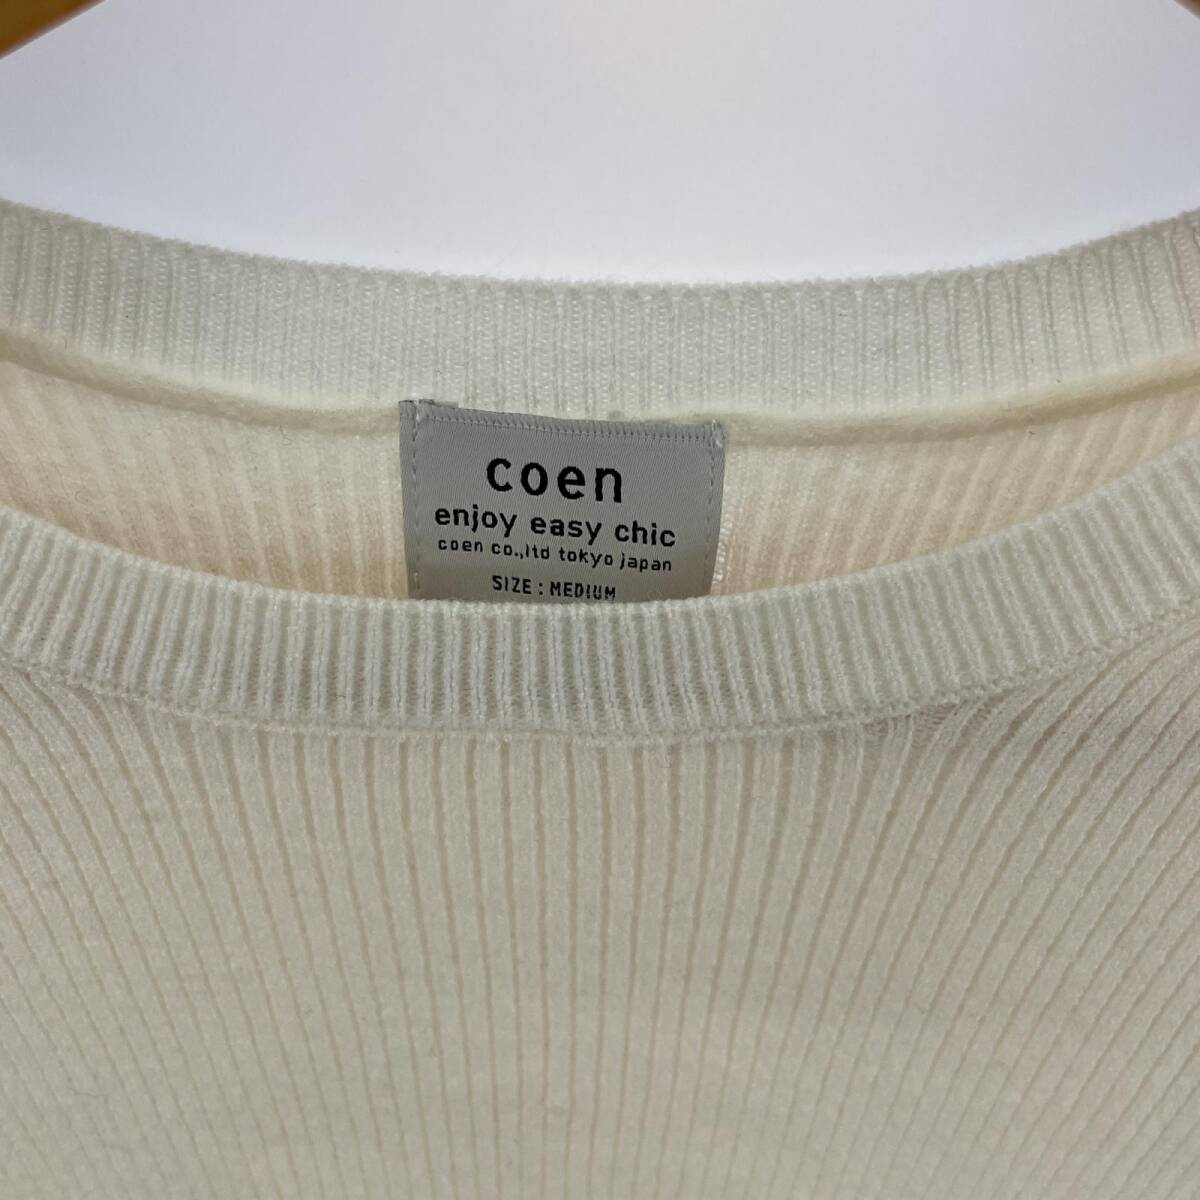 coen
enjoy easy chic
coen co.,ltd tokyo japan
SIZE : MEDIUM